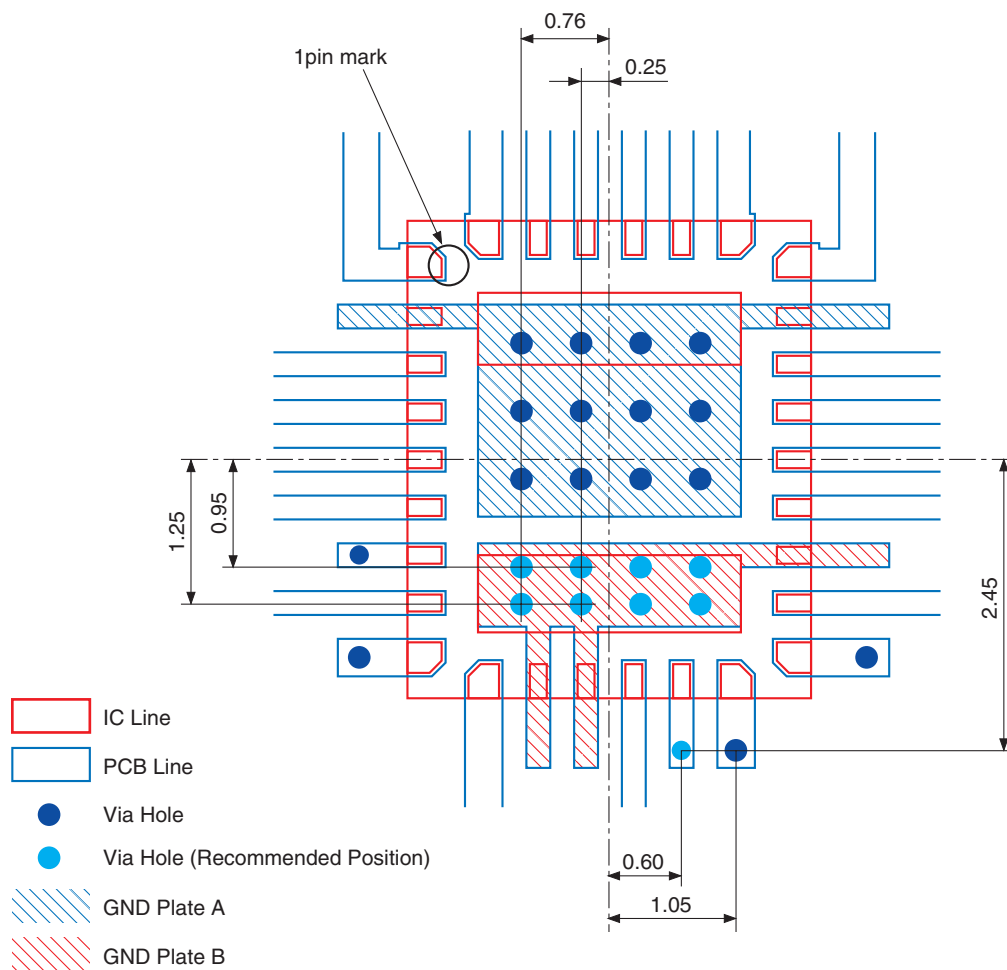 0.76
1pin mark
0.25
1.25
0.95
2.45
IC Line
PCB Line
Via Hole
Via Hole (Recommended Position)
0.60
1.05
GND Plate A
GND Plate B